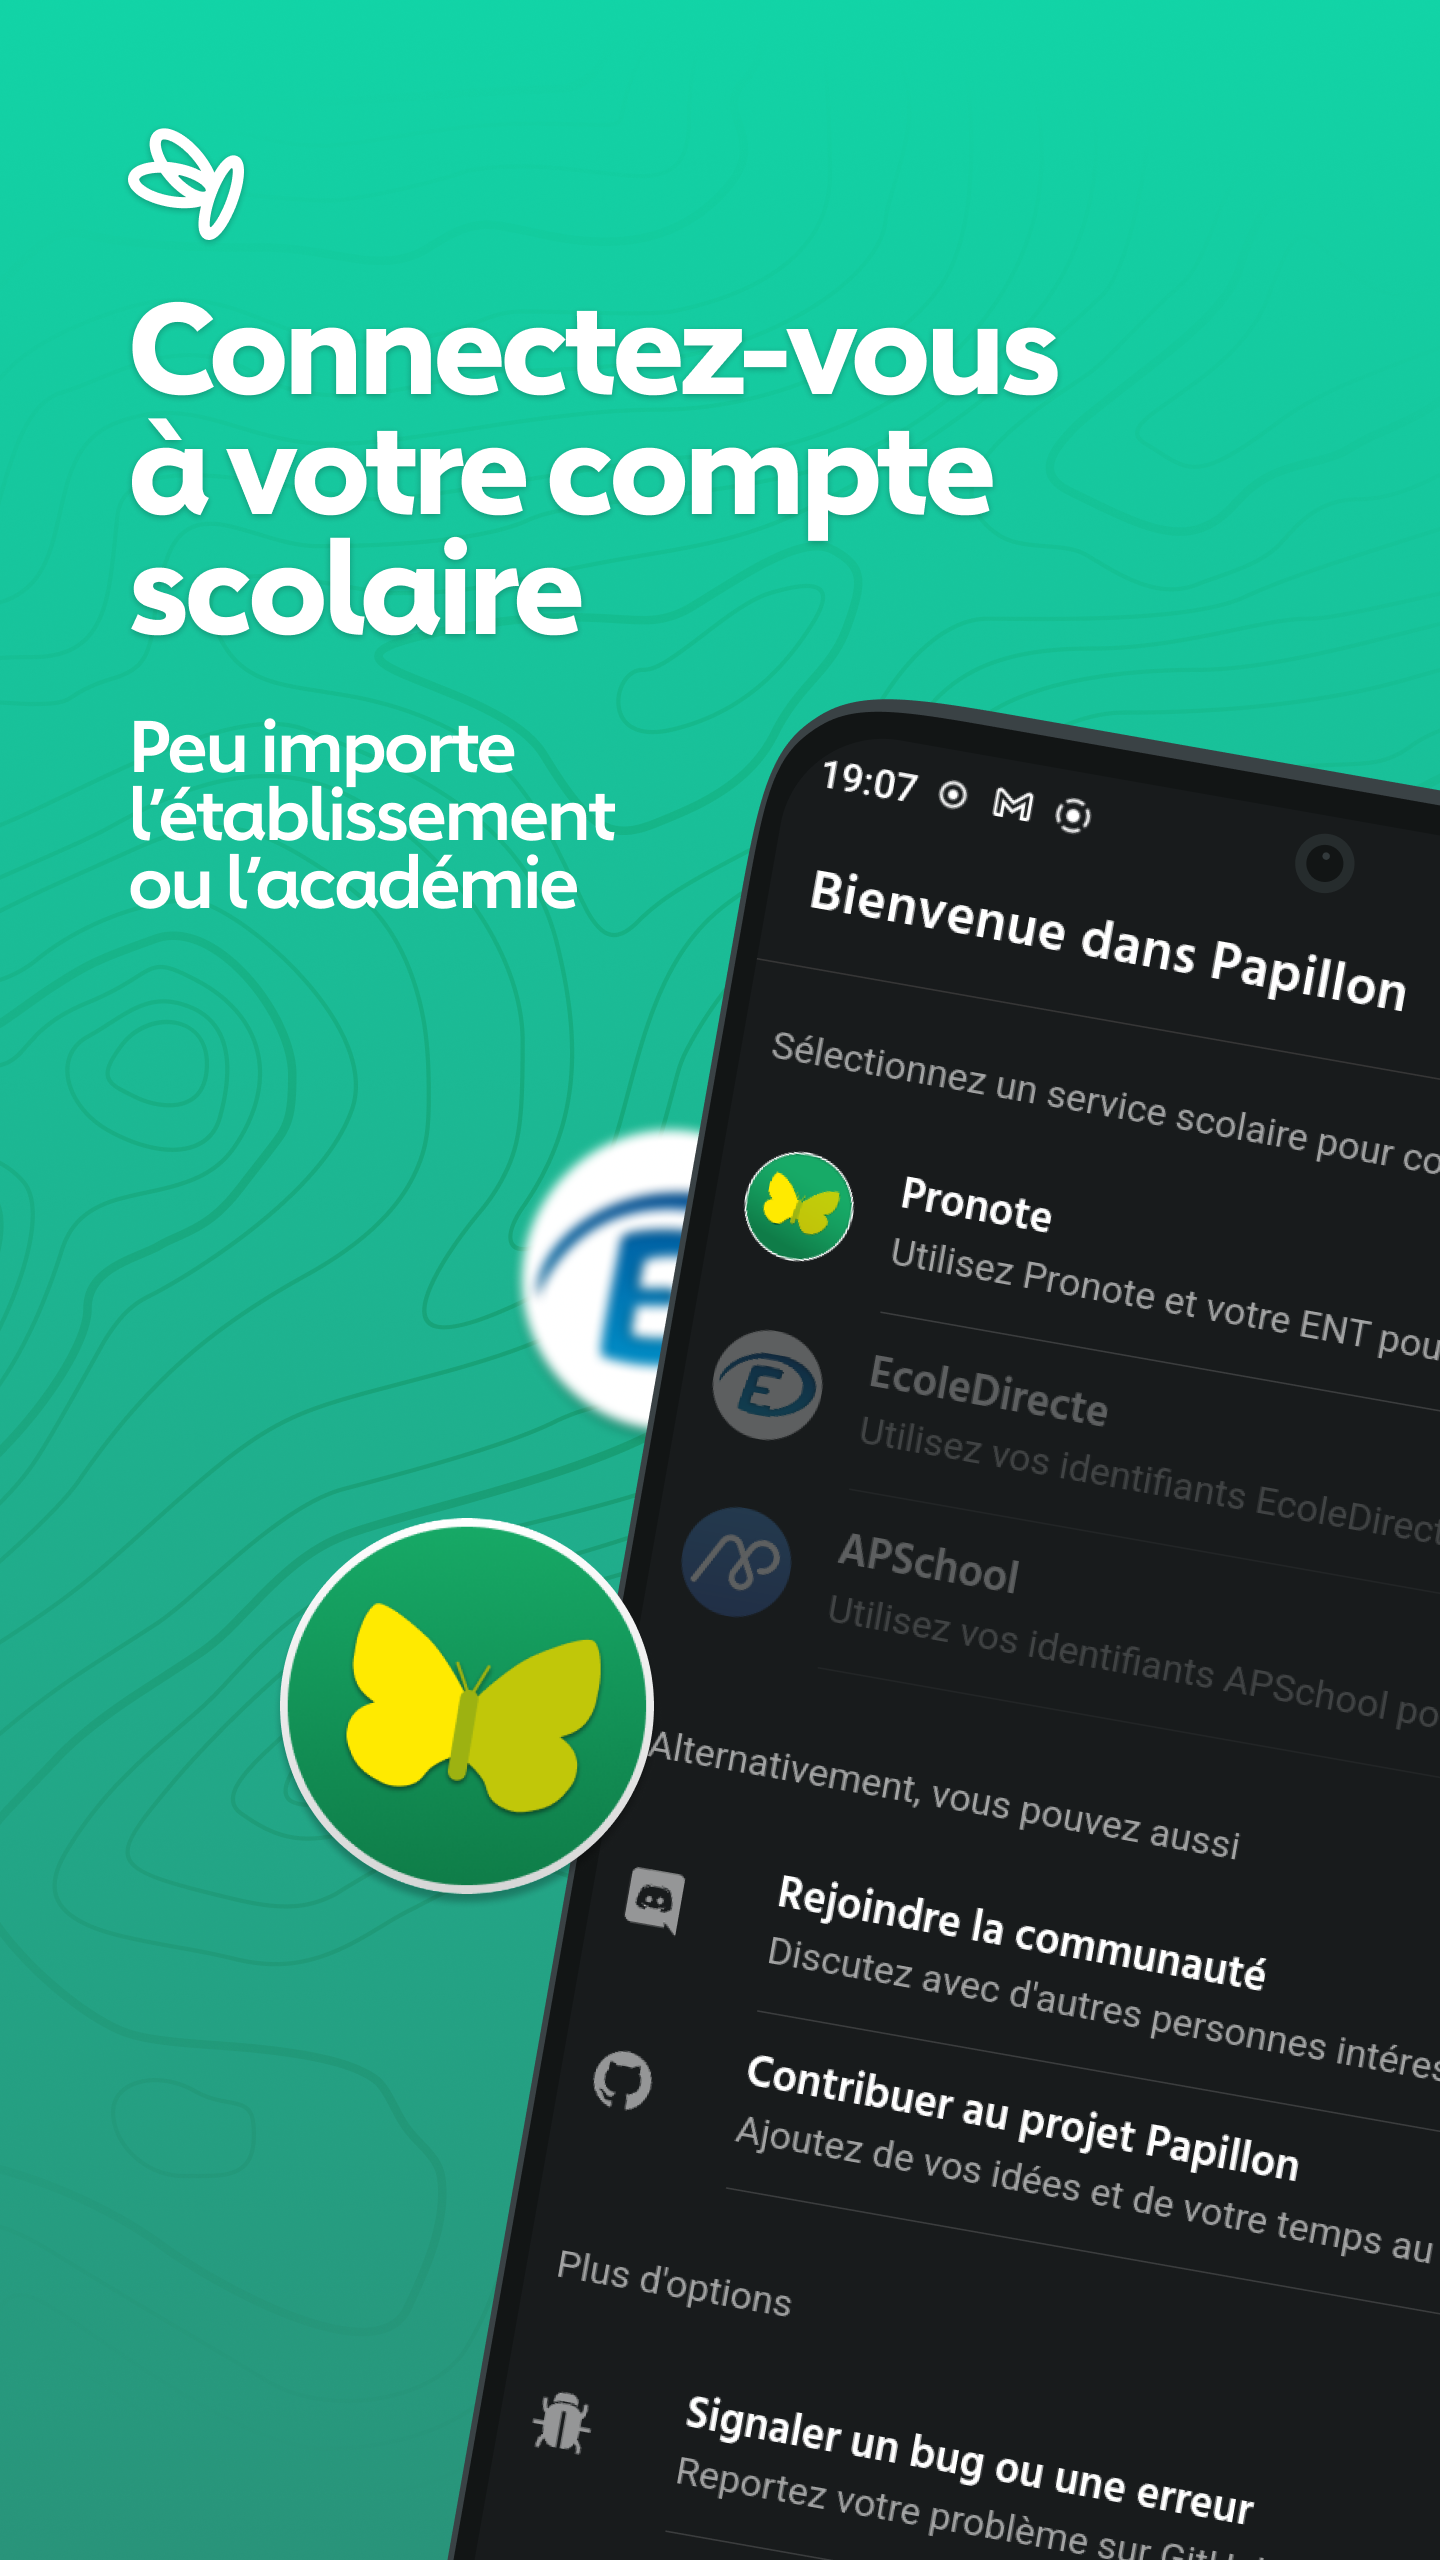 Connectez-vous
à votre compte
scolaire
Peu importe
l'établissement
ou l'académie
19:07
Bienvenue dans Papillon
Sélectionnez un service scolaire pour co
Pronote
Utilisez Pronote et votre ENT pou
EcoleDirecte
Utilisez vos identifiants EcoleDirect
APSchool
Utilisez vos identifiants APSchool po
Alternativement, vous pouvez aussi
Rejoindre la communauté
Discutez avec d'autres personnes intéres
Contribuer au projet Papillon
Ajoutez de vos idées et de votre temps au
Plus d'options
Signaler un bug ou une erreur
Reportez votre problème sur GitHub